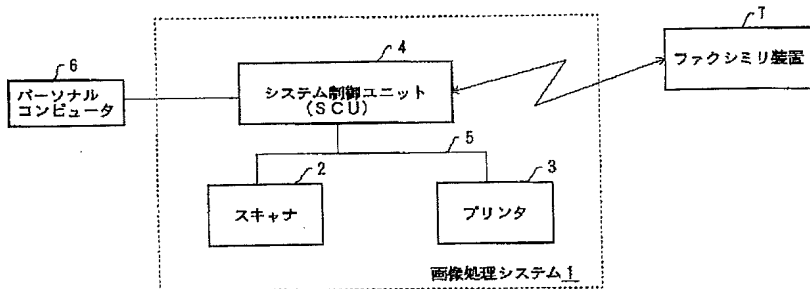 7
ファクシミリ装置
4
システム制御ユニット
(SCU)
6
パーソナル
コンピュータ
5
2
スキャナ
3
プリンタ
画像処理システム 1